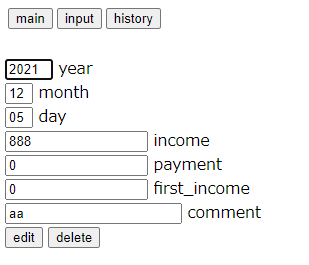 main input history
2021 year
12 month
05 day
888 income
0 payment
0 first_income
aa comment
edit delete